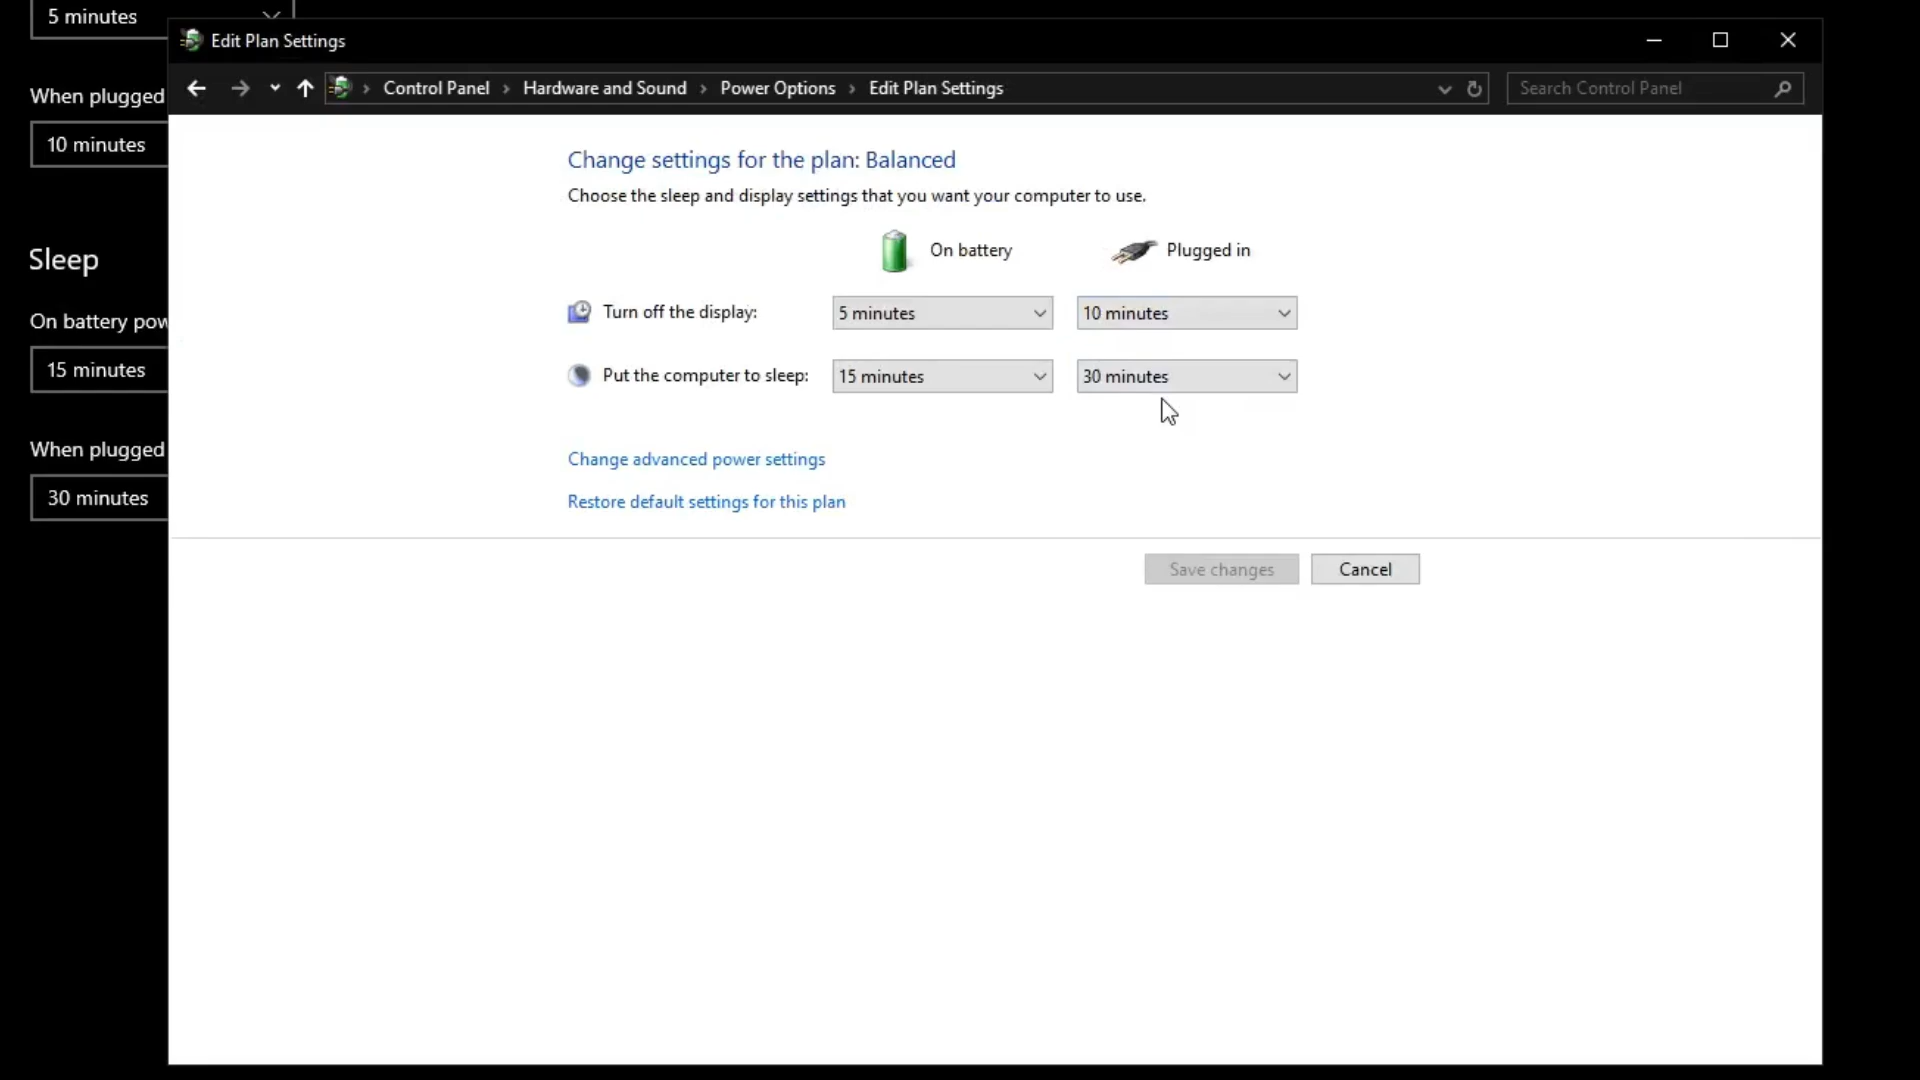 5 minutes
When plugged
10 minutes
Sleep
On battery pow
15 minutes
When plugged
30 minutes
Edit Plan Settings
Control Panel > Hardware and Sound > Power Options > Edit Plan Settings
Search Control Panel
Change settings for the plan: Balanced
Choose the sleep and display settings that you want your computer to use.
On battery Plugged in
Turn off the display: 5 minutes 10 minutes
Put the computer to sleep: 15 minutes 30 minutes
Change advanced power settings
Restore default settings for this plan
Save changes Cancel